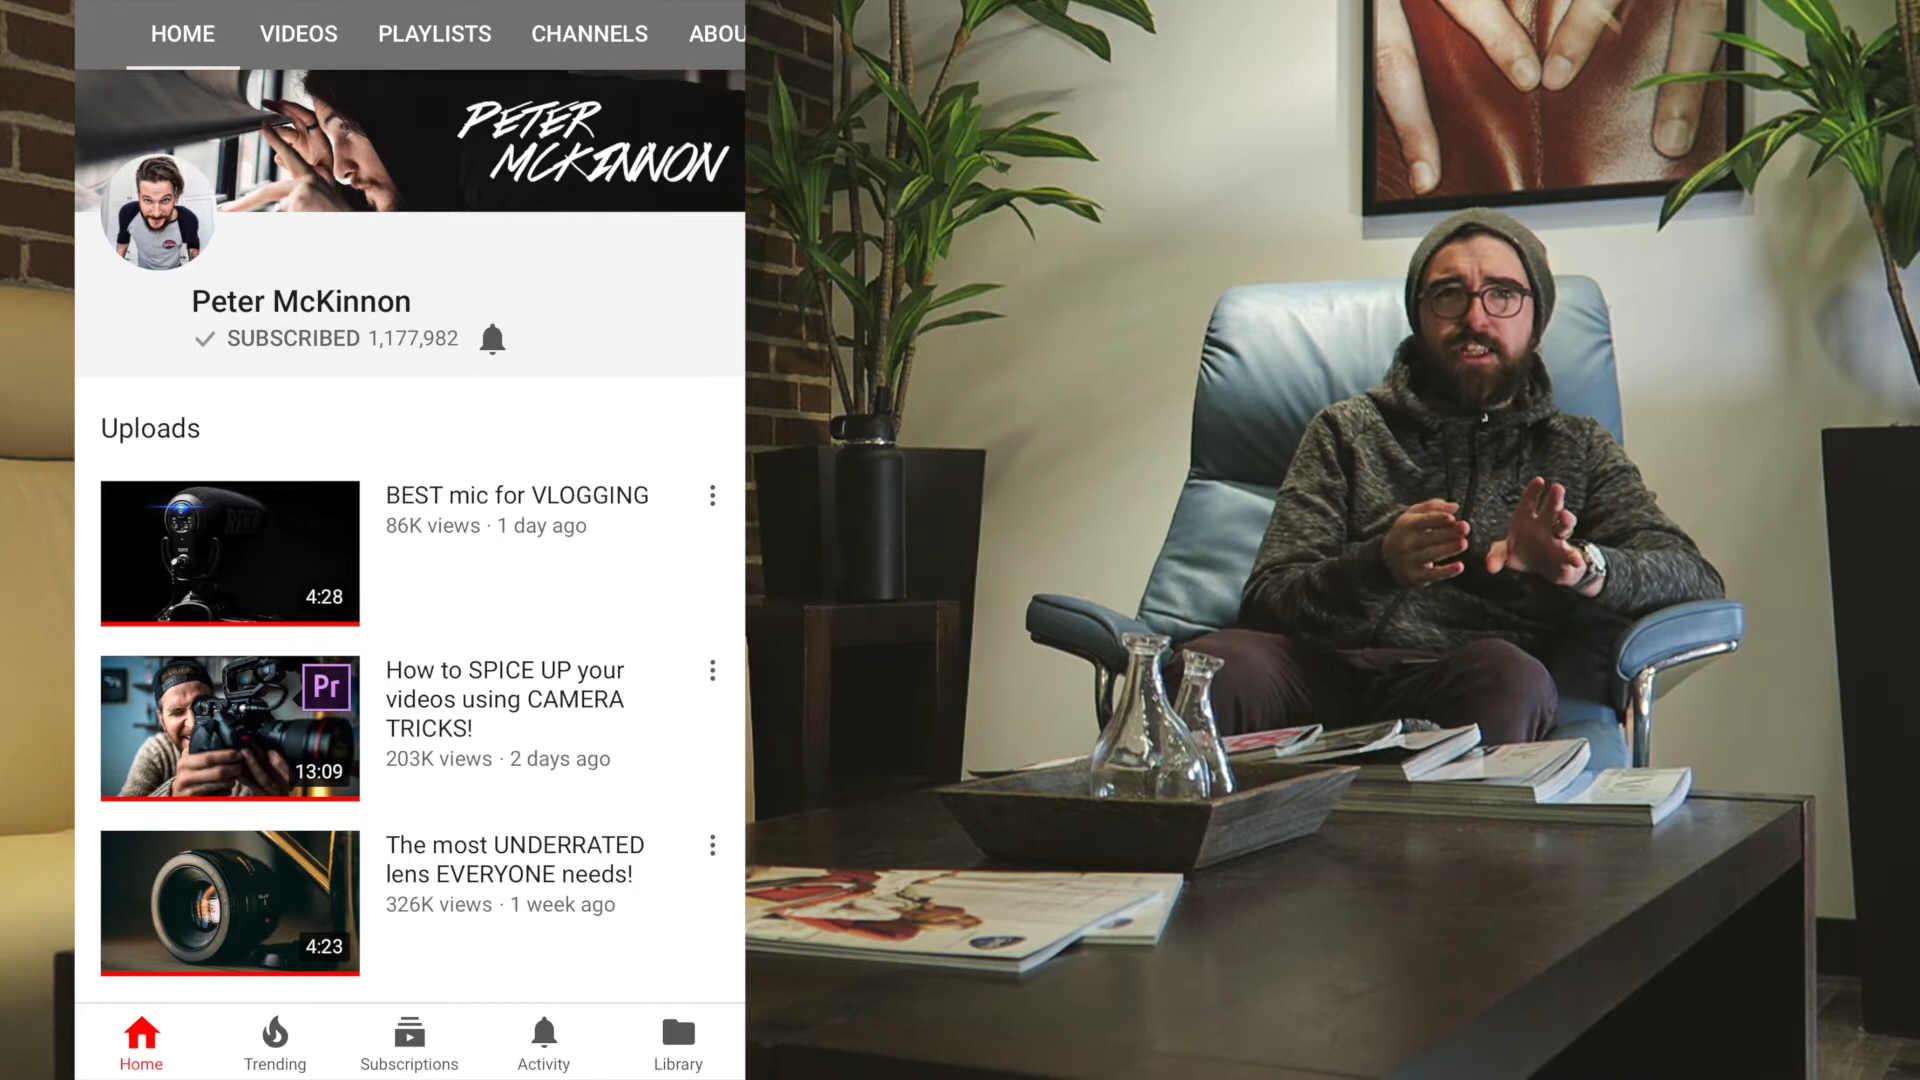 HOME VIDEOS PLAYLISTS CHANNELS ABOU
PETER
MCKINNON
Peter McKinnon
SUBSCRIBED 1,177,982
Uploads
BEST mic for VLOGGING
86K views · 1 day ago
4:28
Pr
How to SPICE UP your
videos using CAMERA
TRICKS!
203K views · 2 days ago
13:09
The most UNDERRATED
lens EVERYONE needs!
326K views · 1 week ago
4:23
Home Trending Subscriptions Activity Library